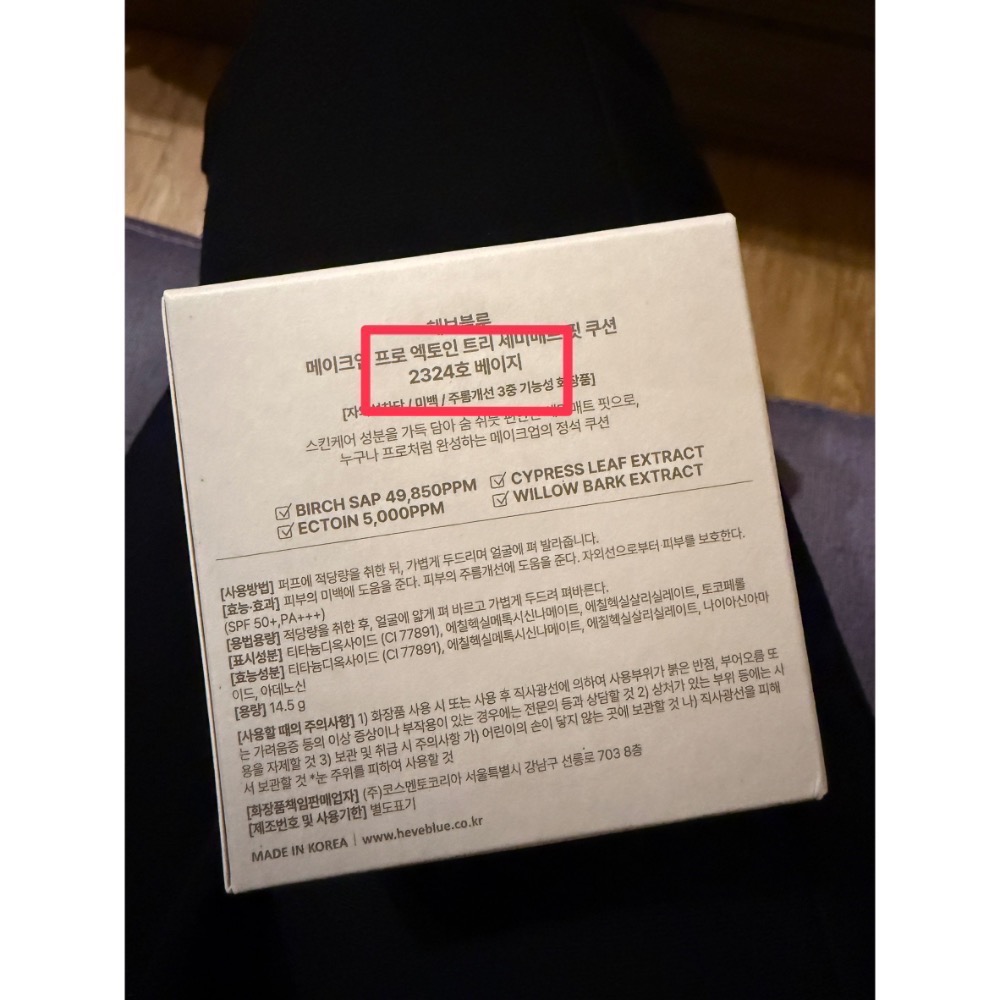 헤브블루
메이크업 프로 엑토인 트리 세미매트 핏 쿠션
2324호 베이지
[자외선차단 / 미백 / 주름개선 3중 기능성 화장품]
스킨케어 성분을 가득 담아 숨 쉬듯 편안한 세미매트 핏으로,
누구나 프로처럼 완성하는 메이크업의 정석 쿠션
BIRCH SAP 49,850PPM CYPRESS LEAF EXTRACT
ECTOIN 5,000PPM WILLOW BARK EXTRACT
[사용방법] 퍼프에 적당량을 취한 뒤, 가볍게 두드리며 얼굴에 펴 발라줍니다.
[효능·효과] 피부의 미백에 도움을 준다. 피부의 주름개선에 도움을 준다. 자외선으로부터 피부를 보호한다.
(SPF 50+,PA+++)
[용법용량] 적당량을 취한 후, 얼굴에 얇게 펴 바르고 가볍게 두드려 펴바른다.
[표시성분] 티타늄디옥사이드 (CI 77891), 에칠헥실메톡시신나메이트, 에칠헥실살리실레이트, 토코페롤
[효능성분] 티타늄디옥사이드 (CI 77891), 에칠헥실메톡시신나메이트, 에칠헥실살리실레이트, 나이아신아마
이드, 아데노신
[용량] 14.5 g
[사용할 때의 주의사항] 1) 화장품 사용 시 또는 사용 후 직사광선에 의하여 사용부위가 붉은 반점, 부어오름 또
는 가려움증 등의 이상 증상이나 부작용이 있는 경우에는 전문의 등과 상담할 것 2) 상처가 있는 부위 등에는 사
용을 자제할 것 3) 보관 및 취급 시 주의사항 가) 어린이의 손이 닿지 않는 곳에 보관할 것 나) 직사광선을 피해
서 보관할 것 *눈 주위를 피하여 사용할 것
[화장품책임판매업자] (주)코스멘토코리아 서울특별시 강남구 선릉로 703 8층
[제조번호 및 사용기한] 별도표기
MADE IN KOREA | www.heveblue.co.kr